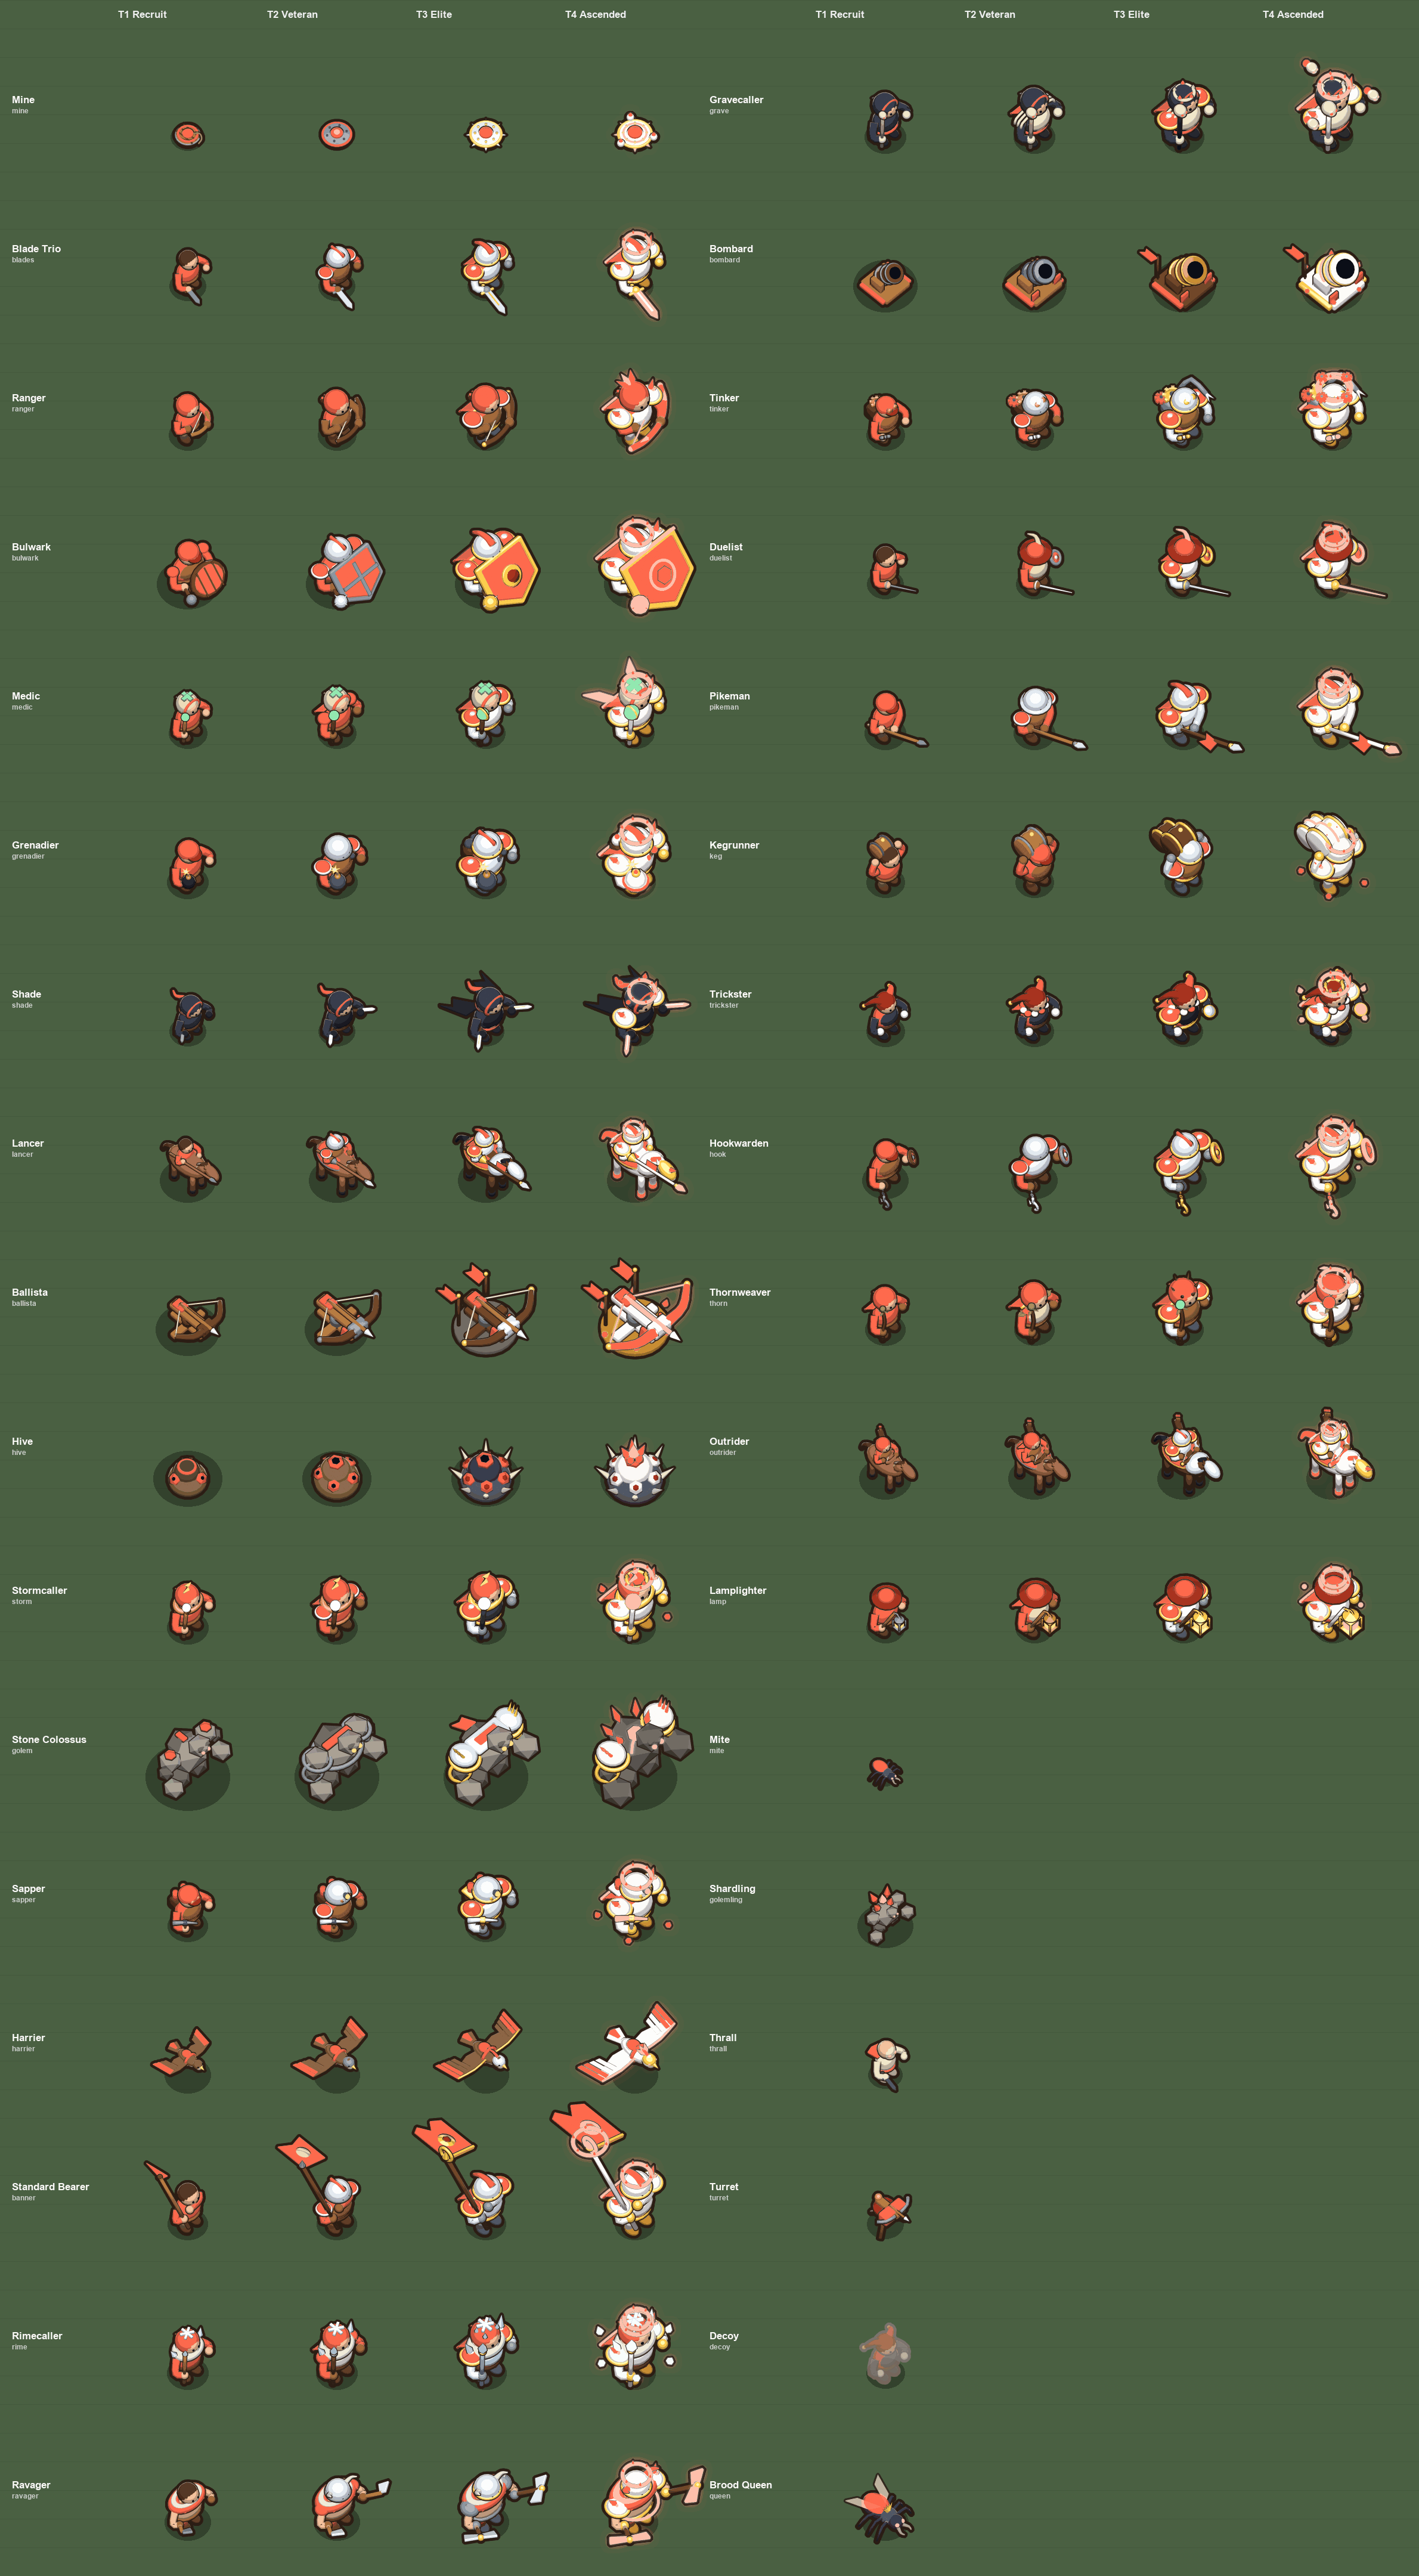 T1 Recruit T2 Veteran T3 Elite T4 Ascended T1 Recruit T2 Veteran T3 Elite T4 Ascended
Mine
mine
Gravecaller
grave
Blade Trio
blades
Bombard
bombard
Ranger
ranger
Tinker
tinker
Bulwark
bulwark
Duelist
duelist
Medic
medic
Pikeman
pikeman
Grenadier
grenadier
Kegrunner
keg
Shade
shade
Trickster
trickster
Lancer
lancer
Hookwarden
hook
Ballista
ballista
Thornweaver
thorn
Hive
hive
Outrider
outrider
Stormcaller
storm
Lamplighter
lamp
Stone Colossus
golem
Mite
mite
Sapper
sapper
Shardling
golemling
Harrier
harrier
Thrall
thrall
Standard Bearer
banner
Turret
turret
Rimecaller
rime
Decoy
decoy
Ravager
ravager
Brood Queen
queen